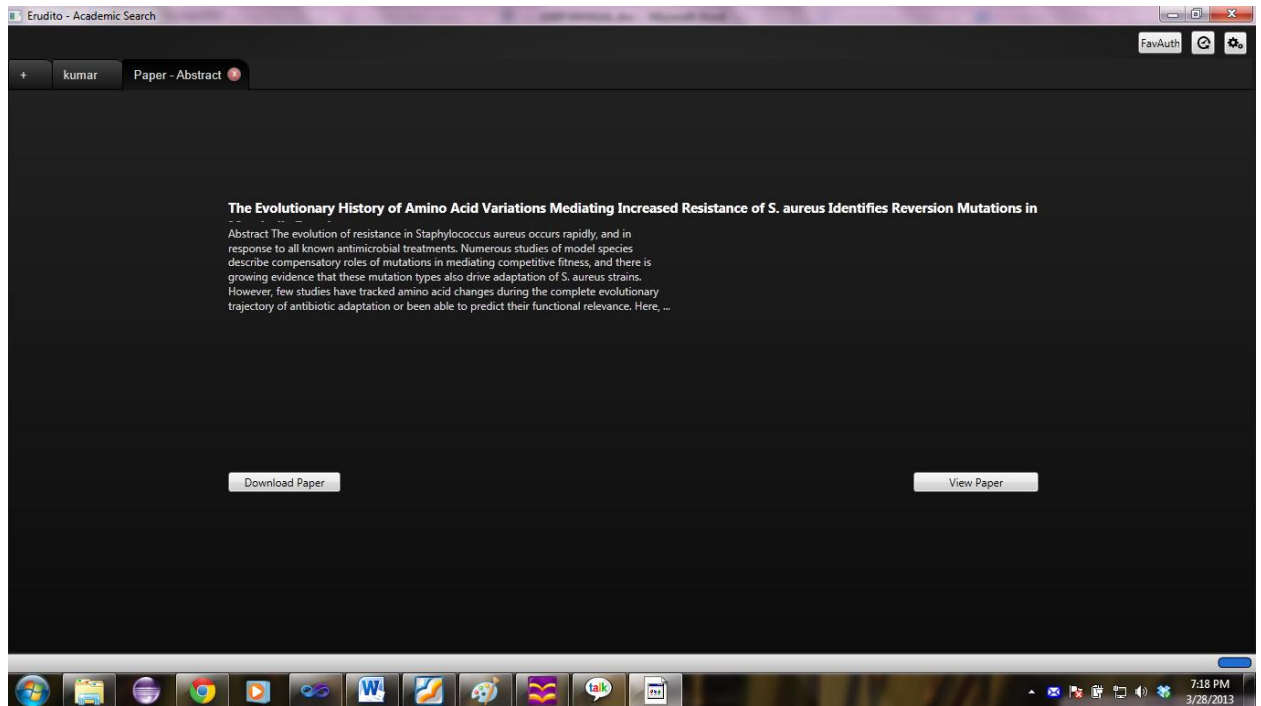 Erudito - Academic Search
FavAuth
+ kumar Paper - Abstract
The Evolutionary History of Amino Acid Variations Mediating Increased Resistance of S. aureus Identifies Reversion Mutations in
Abstract The evolution of resistance in Staphylococcus aureus occurs rapidly, and in
response to all known antimicrobial treatments. Numerous studies of model species
describe compensatory roles of mutations in mediating competitive fitness, and there is
growing evidence that these mutation types also drive adaptation of S. aureus strains.
However, few studies have tracked amino acid changes during the complete evolutionary
trajectory of antibiotic adaptation or been able to predict their functional relevance. Here, ...
Download Paper View Paper
talk
7:18 PM
3/28/2013